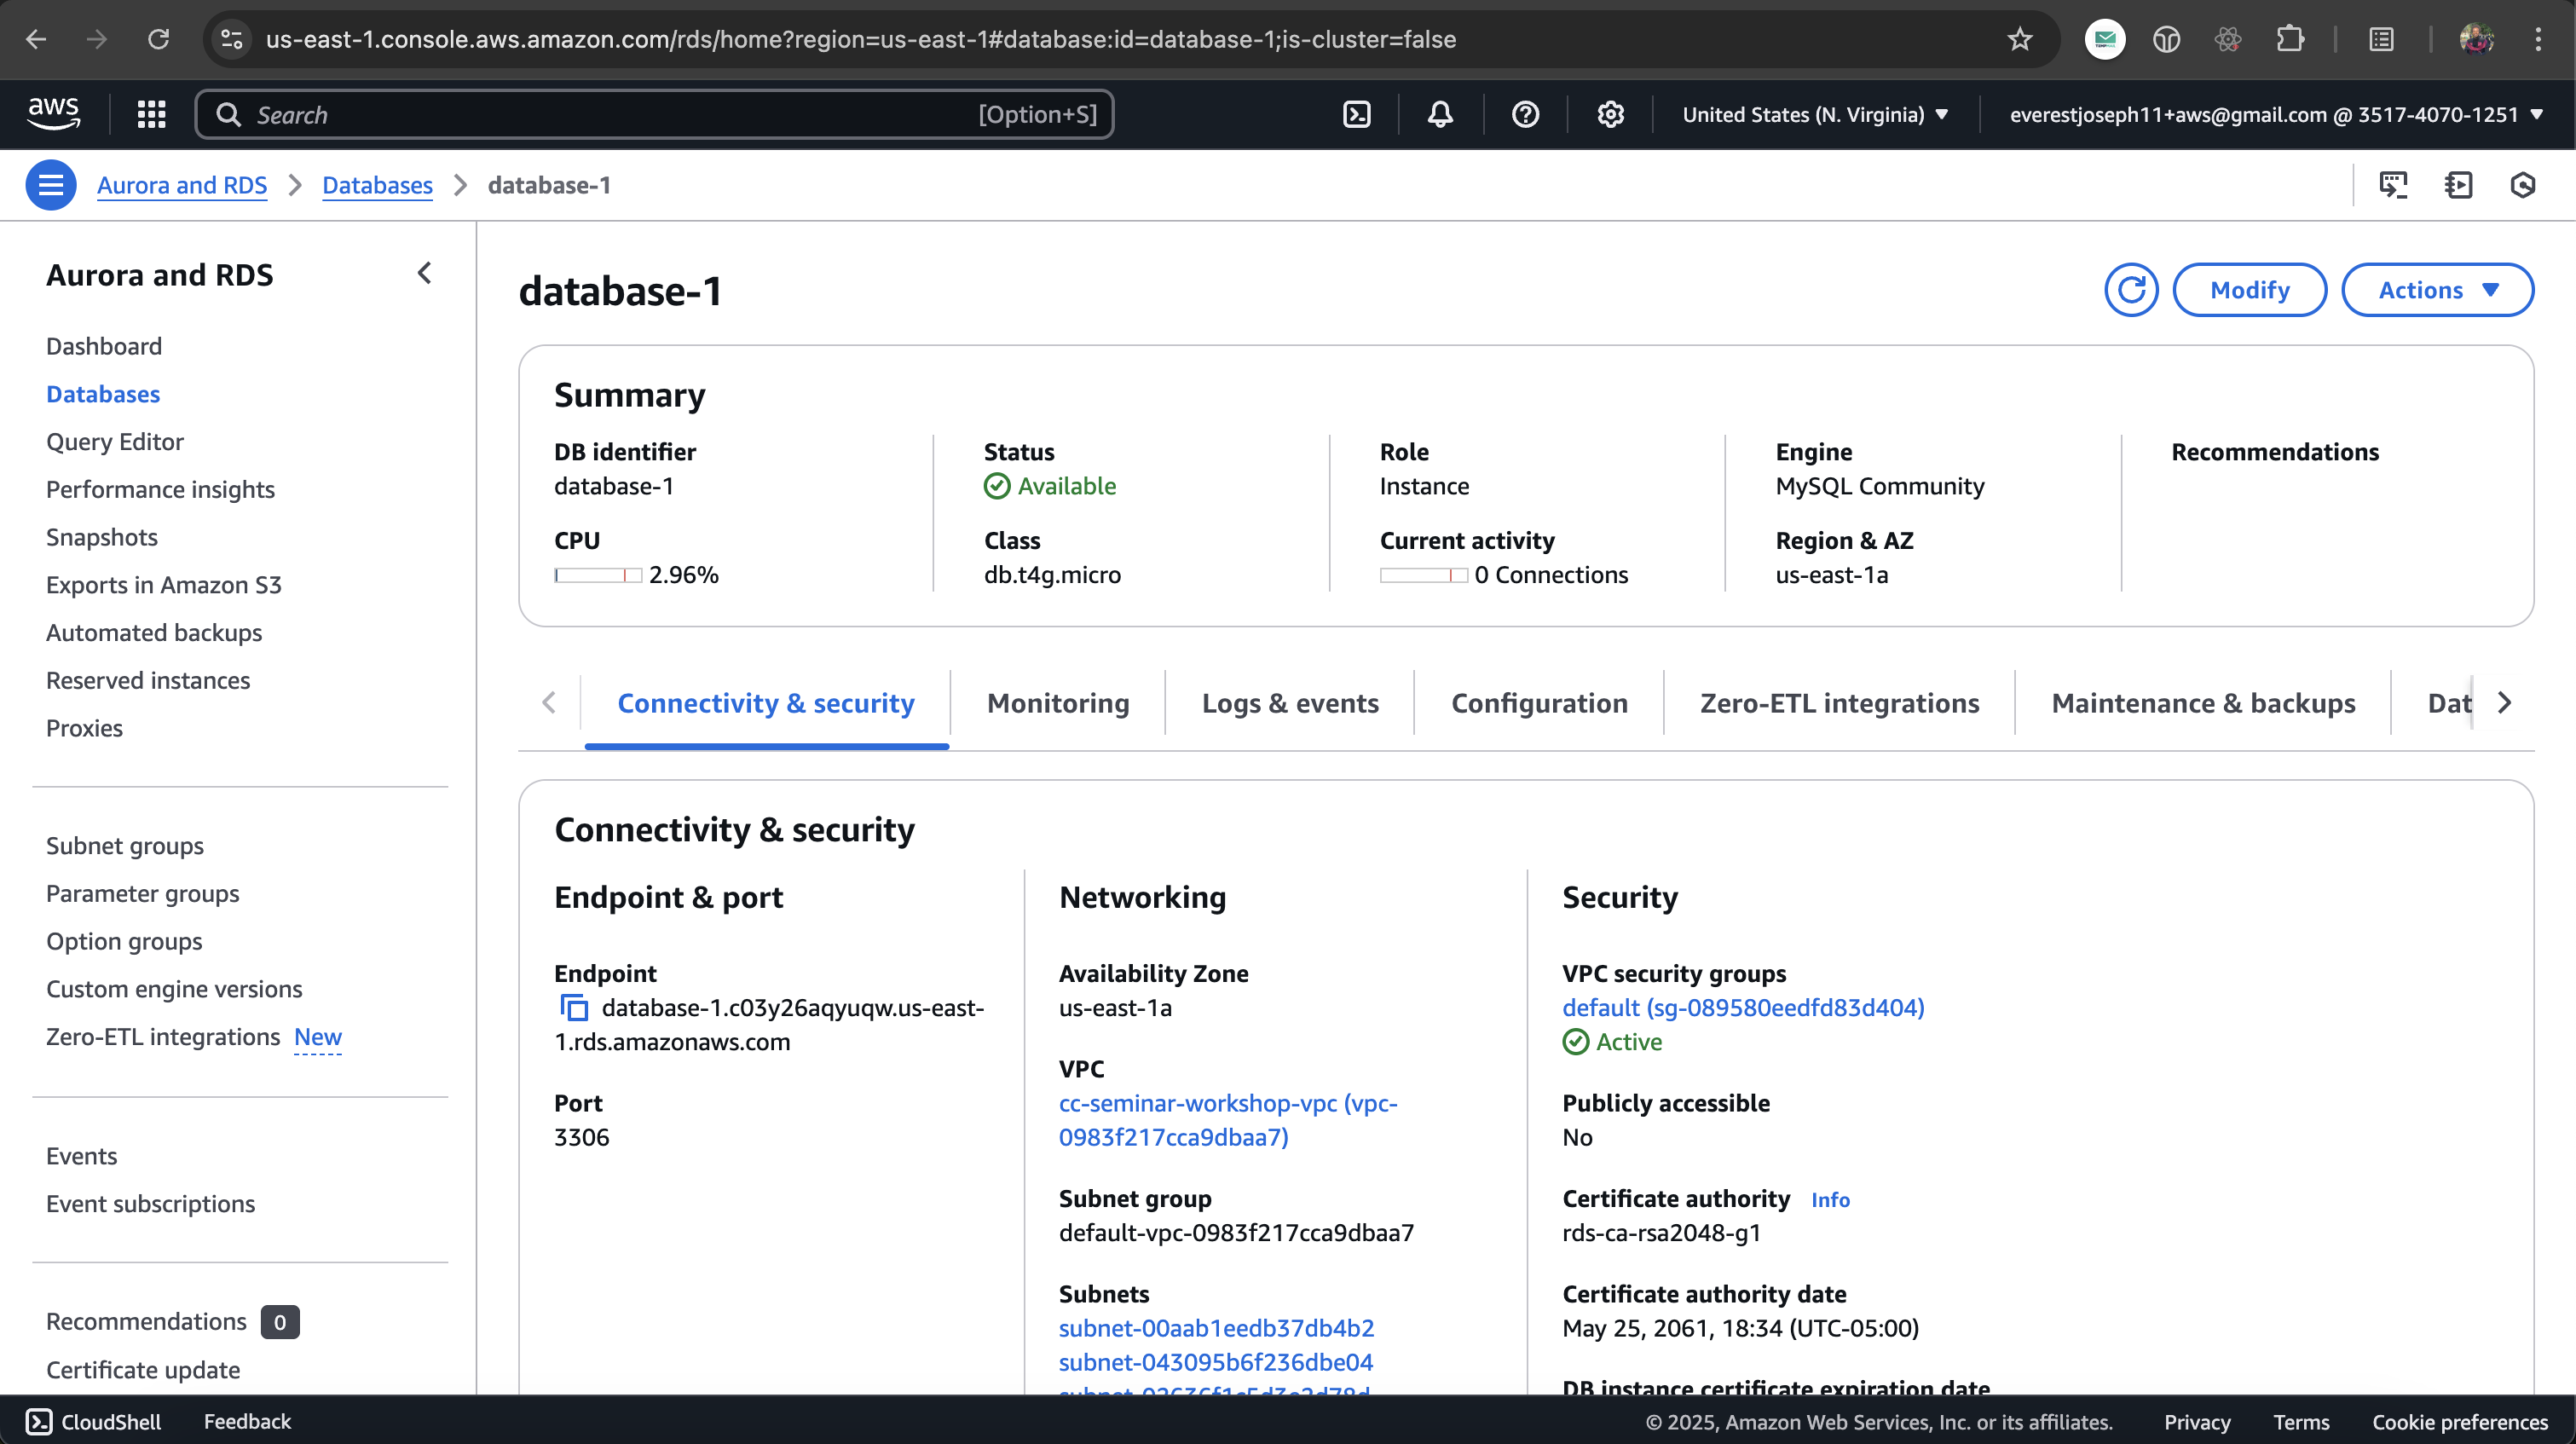 us-east-1.console.aws.amazon.com/rds/home?region=us-east-1#database:id=database-1;is-cluster=false
aws
Search
[Option+S]
United States (N. Virginia)
everestjoseph11+aws@gmail.com @ 3517-4070-1251
Aurora and RDS
Databases
database-1
Aurora and RDS
Dashboard
Databases
Query Editor
Performance insights
Snapshots
Exports in Amazon S3
Automated backups
Reserved instances
Proxies
Subnet groups
Parameter groups
Option groups
Custom engine versions
Zero-ETL integrations New
Events
Event subscriptions
Recommendations 0
Certificate update
database-1
Modify
Actions
Summary
DB identifier
database-1
CPU
2.96%
Status
Available
Class
db.t4g.micro
Role
Instance
Current activity
0 Connections
Engine
MySQL Community
Region & AZ
us-east-1a
Recommendations
Connectivity & security
Monitoring
Logs & events
Configuration
Zero-ETL integrations
Maintenance & backups
Dat
Connectivity & security
Endpoint & port
Endpoint
database-1.c03y26aqyuqw.us-east-
1.rds.amazonaws.com
Port
3306
Networking
Availability Zone
us-east-1a
VPC
cc-seminar-workshop-vpc (vpc-
0983f217cca9dbaa7)
Subnet group
default-vpc-0983f217cca9dbaa7
Subnets
subnet-00aab1eedb37db4b2
subnet-043095b6f236dbe04
Security
VPC security groups
default (sg-089580eedfd83d404)
Active
Publicly accessible
No
Certificate authority Info
rds-ca-rsa2048-g1
Certificate authority date
May 25, 2061, 18:34 (UTC-05:00)
DB instance certificate expiration date
CloudShell
Feedback
© 2025, Amazon Web Services, Inc. or its affiliates.
Privacy
Terms
Cookie preferences